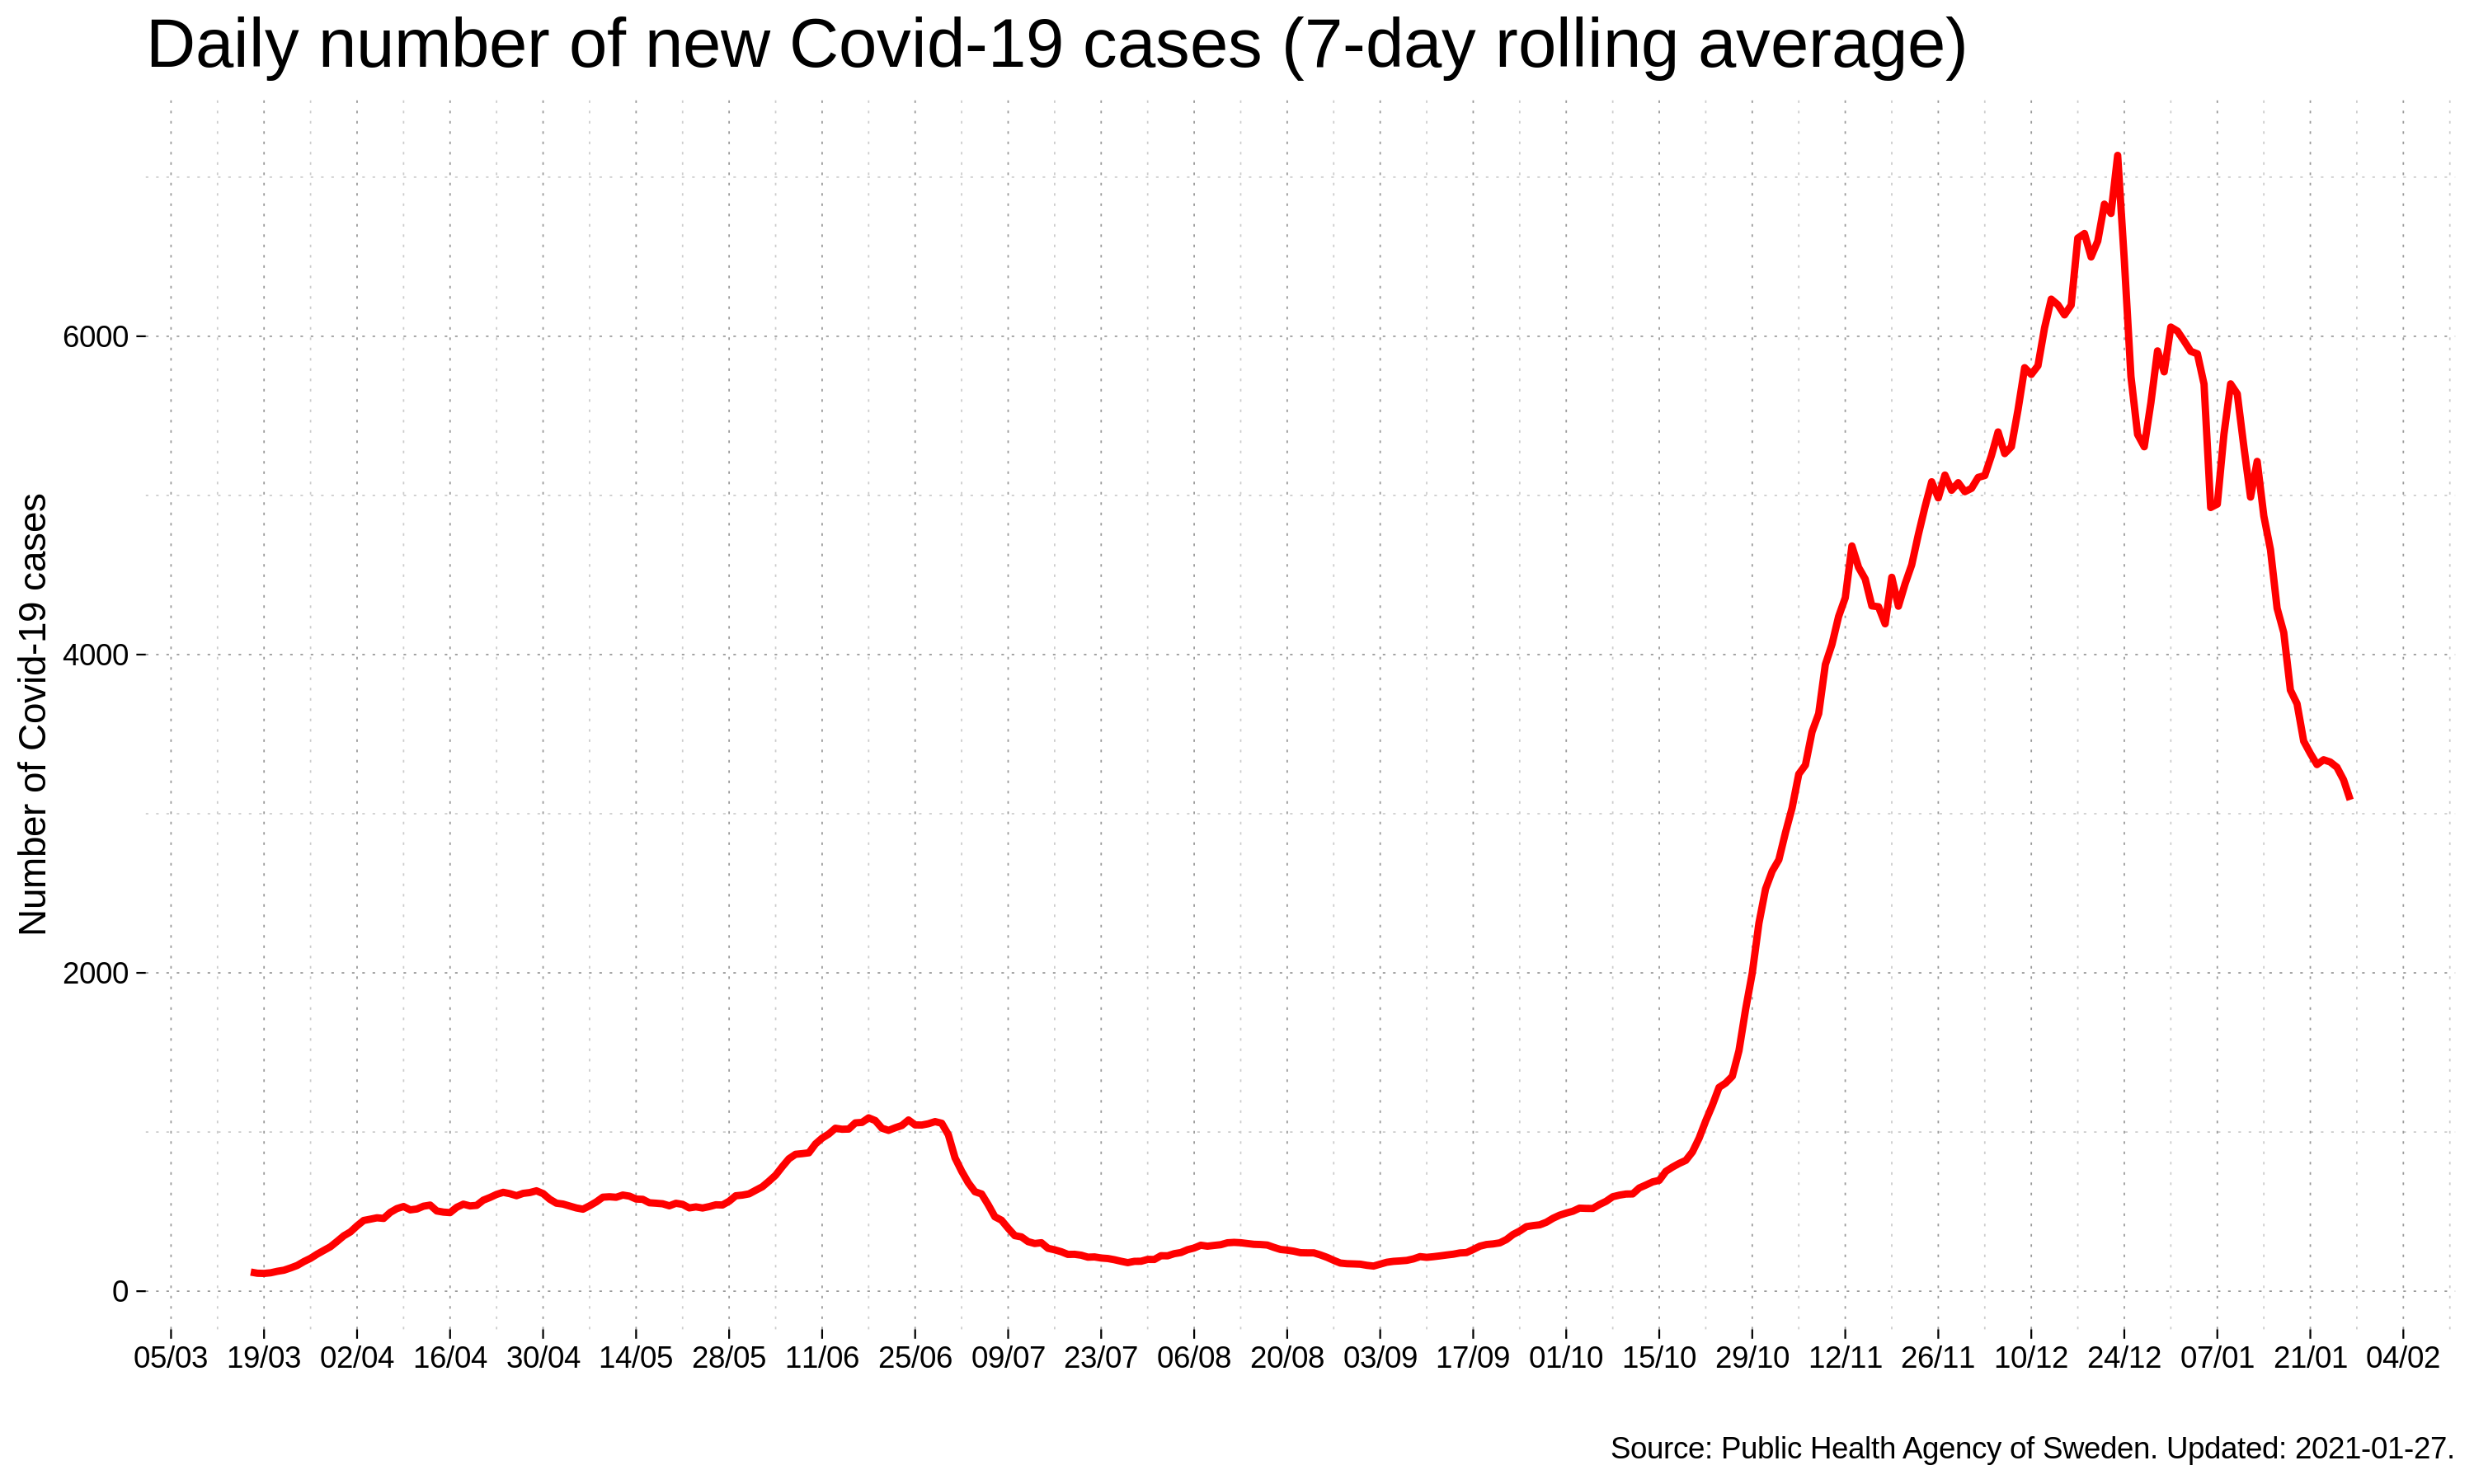 Daily number of new Covid-19 cases (7-day rolling average)
Number of Covid-19 cases
6000
4000
2000
0
05/03 19/03 02/04 16/04 30/04 14/05 28/05 11/06 25/06 09/07 23/07 06/08 20/08 03/09 17/09 01/10 15/10 29/10 12/11 26/11 10/12 24/12 07/01 21/01 04/02
Source: Public Health Agency of Sweden. Updated: 2021-01-27.